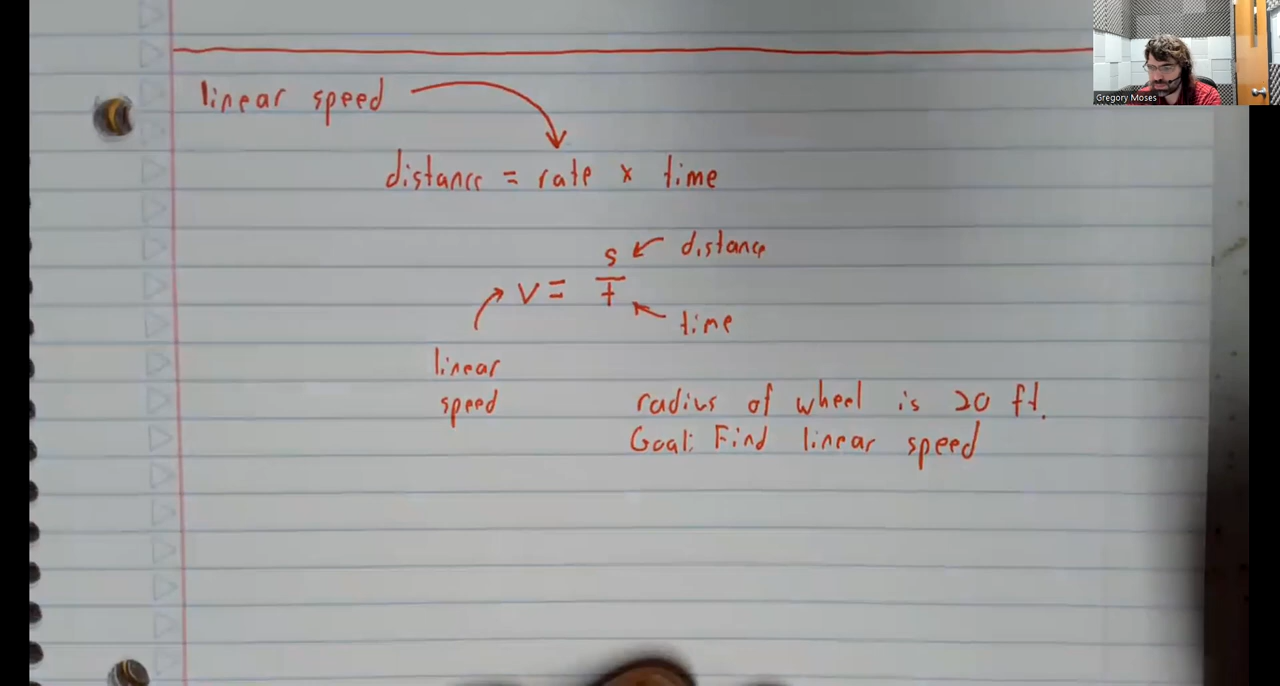 linear speed
distance = rate × time
s
distance
v =
t
time
linear
speed
radius of wheel is 20 ft.
Goal: Find linear speed
Gregory Moses